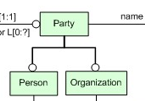 [1:1]
Party
name
or L[0:?]
Person
Organization